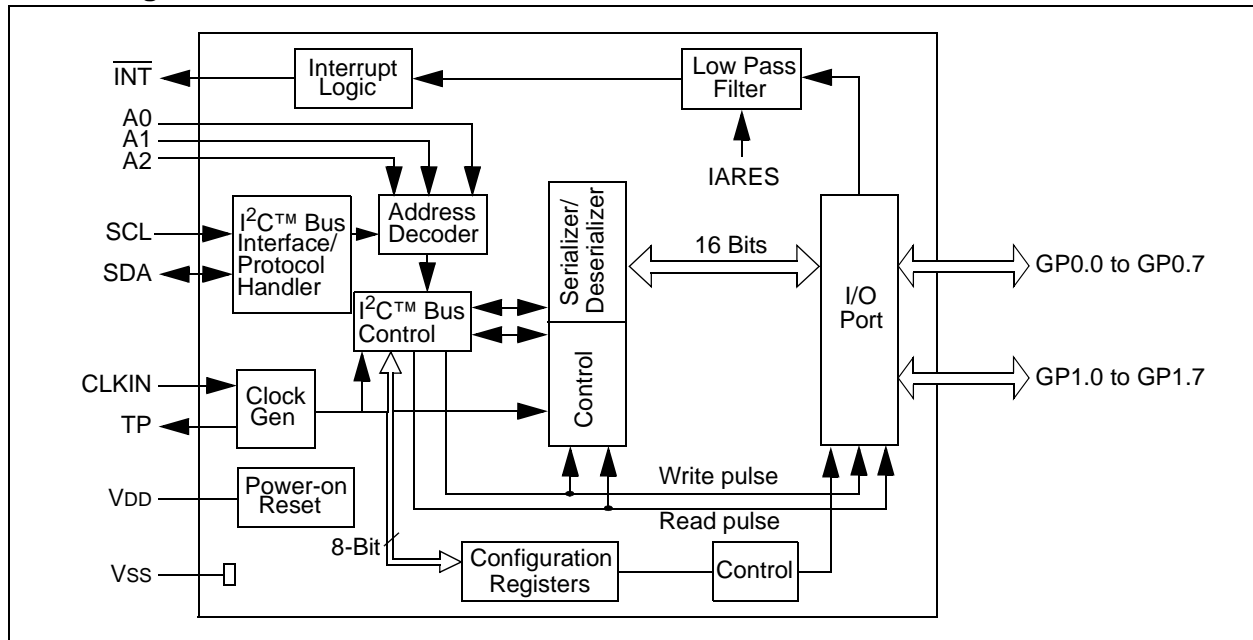 INT
Interrupt
Logic
Low Pass
Filter
A0
A1
A2
IARES
SCL
SDA
I²C™ Bus
Interface/
Protocol
Handler
Address
Decoder
Serializer/
Deserializer
16 Bits
I/O
Port
GP0.0 to GP0.7
I²C™ Bus
Control
Control
GP1.0 to GP1.7
CLKIN
TP
Clock
Gen
VDD
Power-on
Reset
Write pulse
Read pulse
8-Bit
VSS
Configuration
Registers
Control